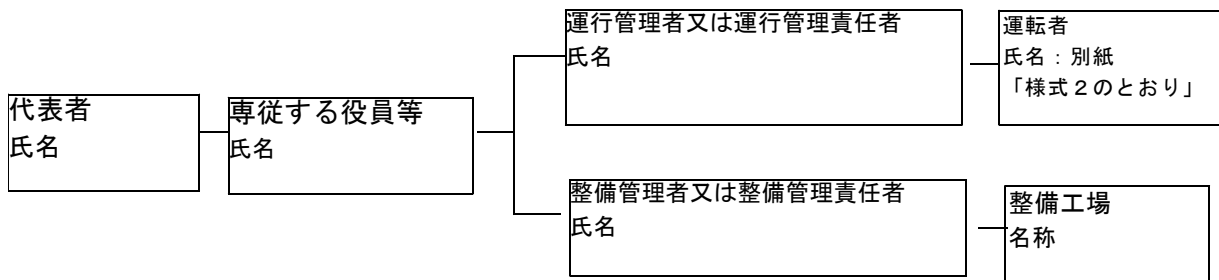 代表者
氏名
専従する役員等
氏名
運行管理者又は運行管理責任者
氏名
運転者
氏名：別紙
「様式２のとおり」
整備管理者又は整備管理責任者
氏名
整備工場
名称